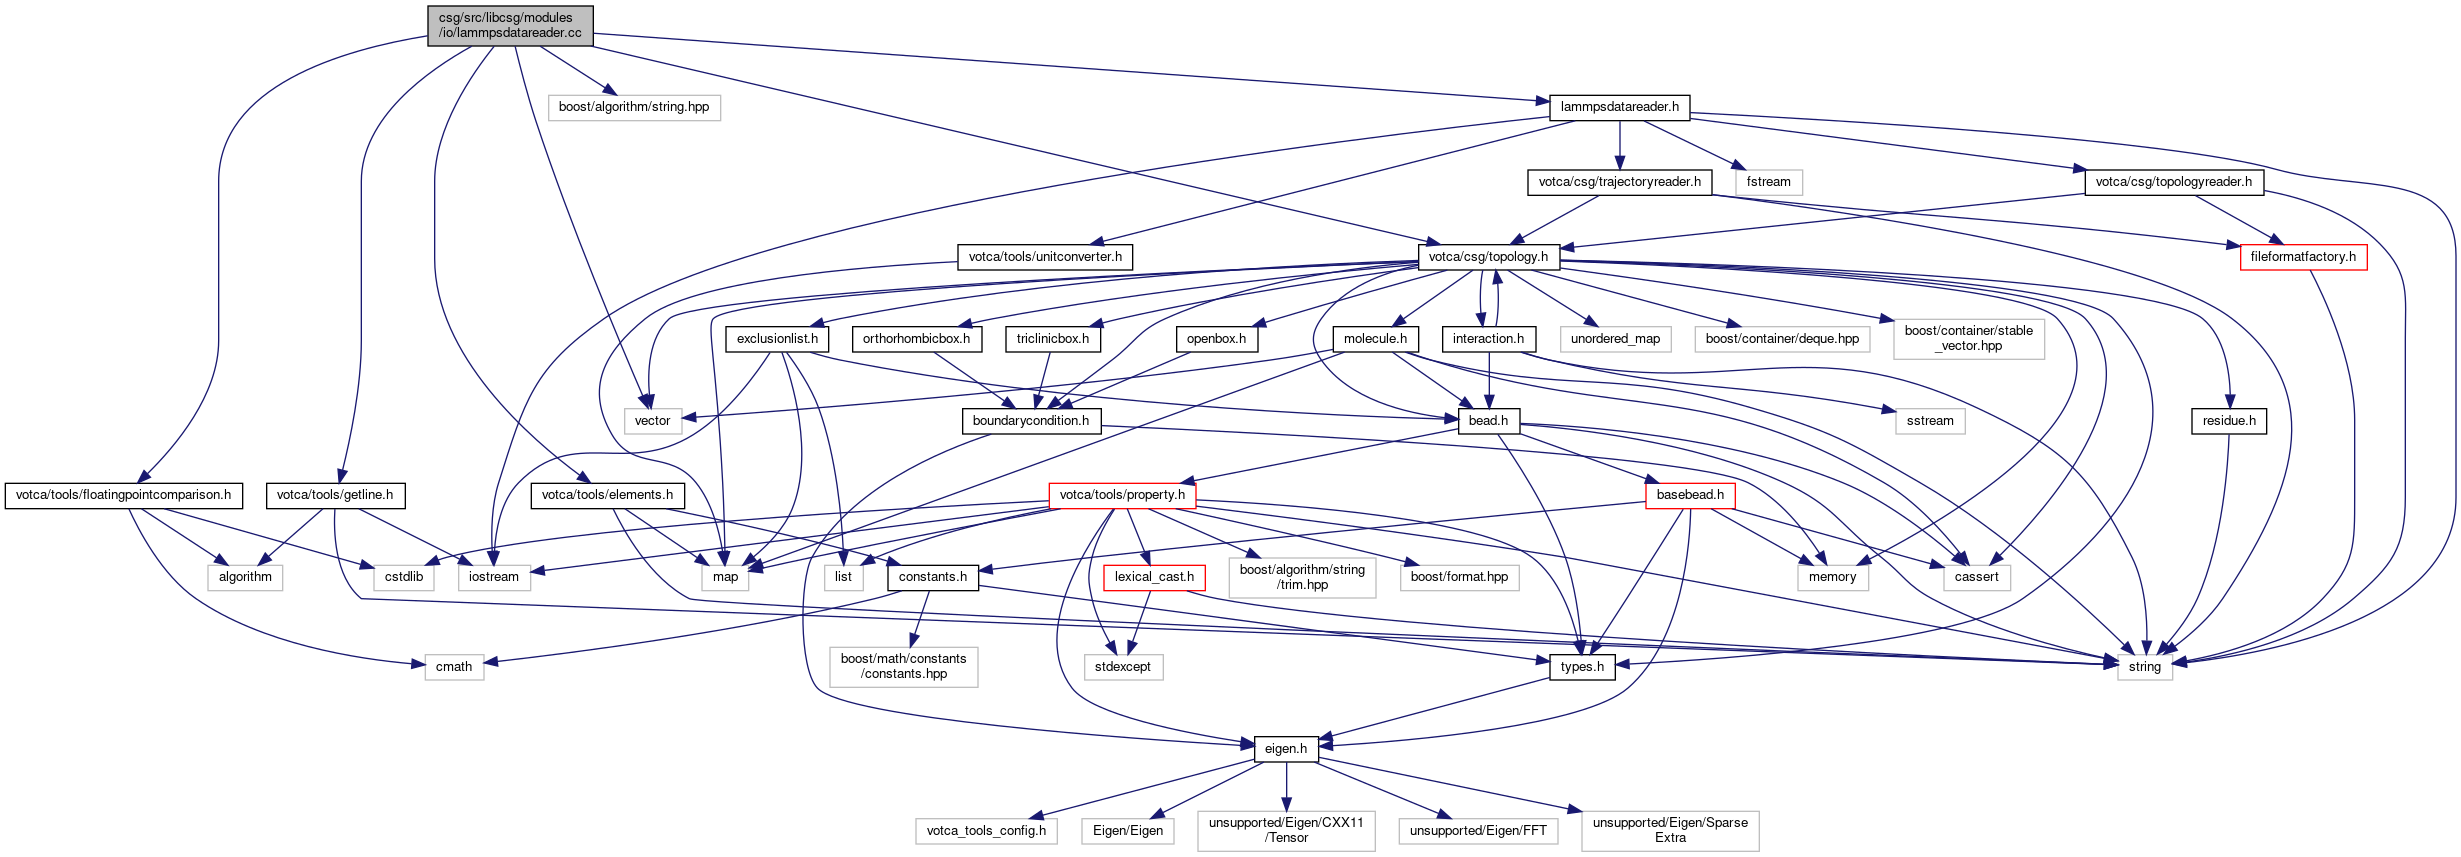 csg/src/libcsg/modules
/io/lammpsdatareader.cc
boost/algorithm/string.hpp
lammpsdatareader.h
votca/csg/trajectoryreader.h
fstream
votca/csg/topologyreader.h
votca/tools/unitconverter.h
votca/csg/topology.h
fileformatfactory.h
exclusionlist.h
orthorhombicbox.h
triclinicbox.h
openbox.h
molecule.h
interaction.h
unordered_map
boost/container/deque.hpp
boost/container/stable
_vector.hpp
vector
boundarycondition.h
bead.h
sstream
residue.h
votca/tools/floatingpointcomparison.h
votca/tools/getline.h
votca/tools/elements.h
votca/tools/property.h
basebead.h
algorithm
cstdlib
iostream
map
list
constants.h
lexical_cast.h
boost/algorithm/string
/trim.hpp
boost/format.hpp
memory
cassert
cmath
boost/math/constants
/constants.hpp
stdexcept
types.h
string
eigen.h
votca_tools_config.h
Eigen/Eigen
unsupported/Eigen/CXX11
/Tensor
unsupported/Eigen/FFT
unsupported/Eigen/Sparse
Extra